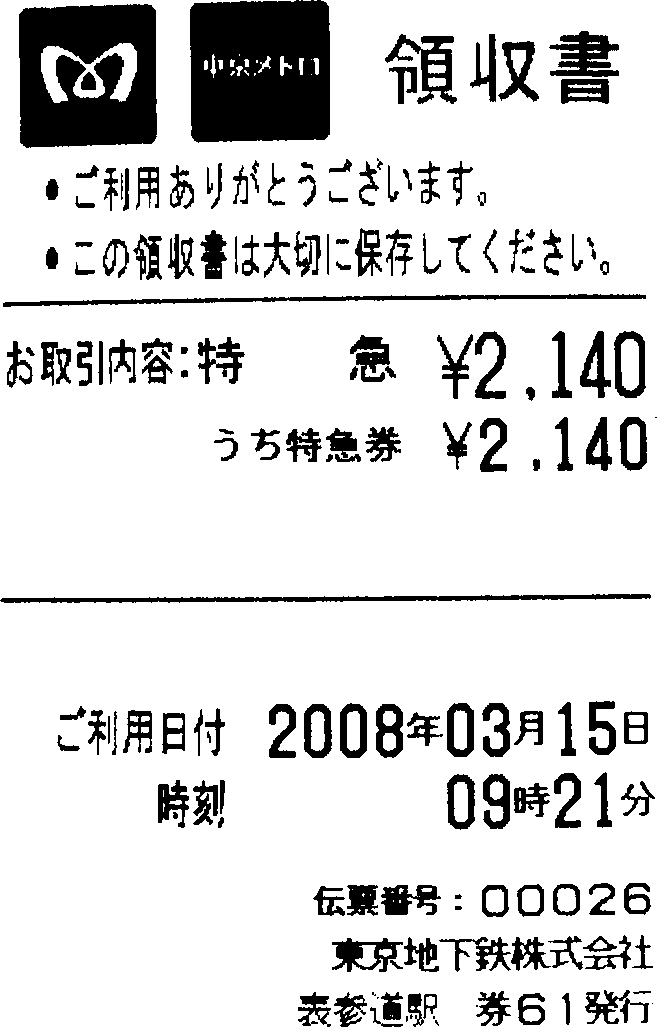 東京メトロ 領収書
・ご利用ありがとうございます。
・この領収書は大切に保存してください。
お取引内容:特 急 ¥2,140
うち特急券 ¥2,140
ご利用日付 2008年03月15日
時刻 09時21分
伝票番号:00026
東京地下鉄株式会社
表参道駅 券61発行